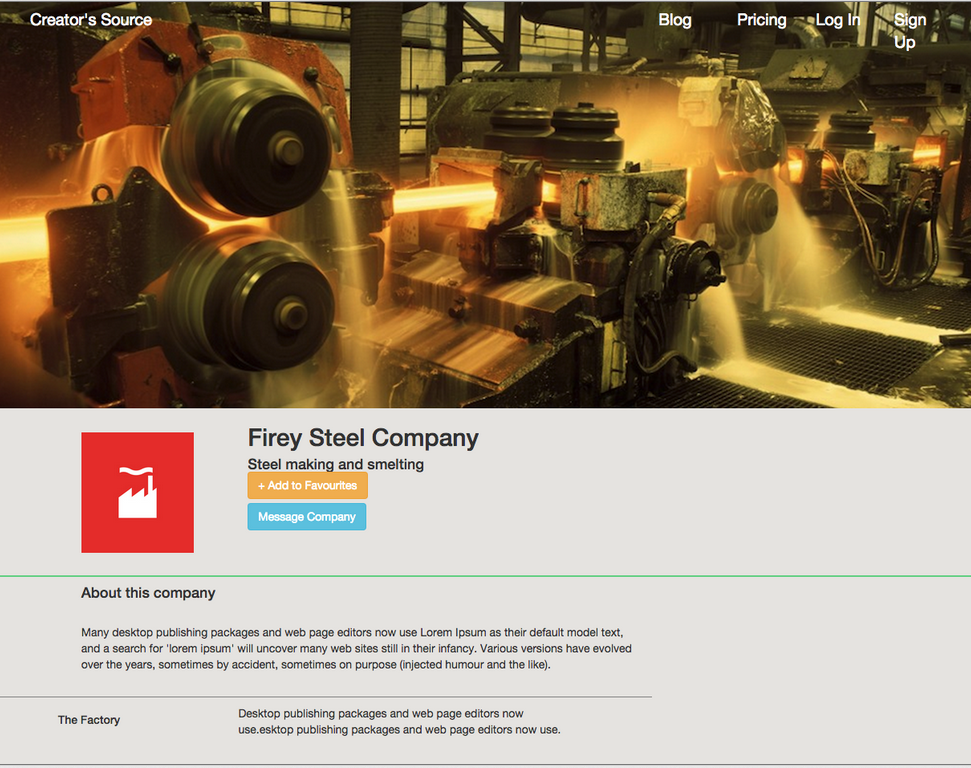 Creator's Source Blog Pricing Log In Sign
Up
Firey Steel Company
Steel making and smelting
+ Add to Favourites
Message Company
About this company
Many desktop publishing packages and web page editors now use Lorem Ipsum as their default model text,
and a search for 'lorem ipsum' will uncover many web sites still in their infancy. Various versions have evolved
over the years, sometimes by accident, sometimes on purpose (injected humour and the like).
The Factory
Desktop publishing packages and web page editors now
use.esktop publishing packages and web page editors now use.